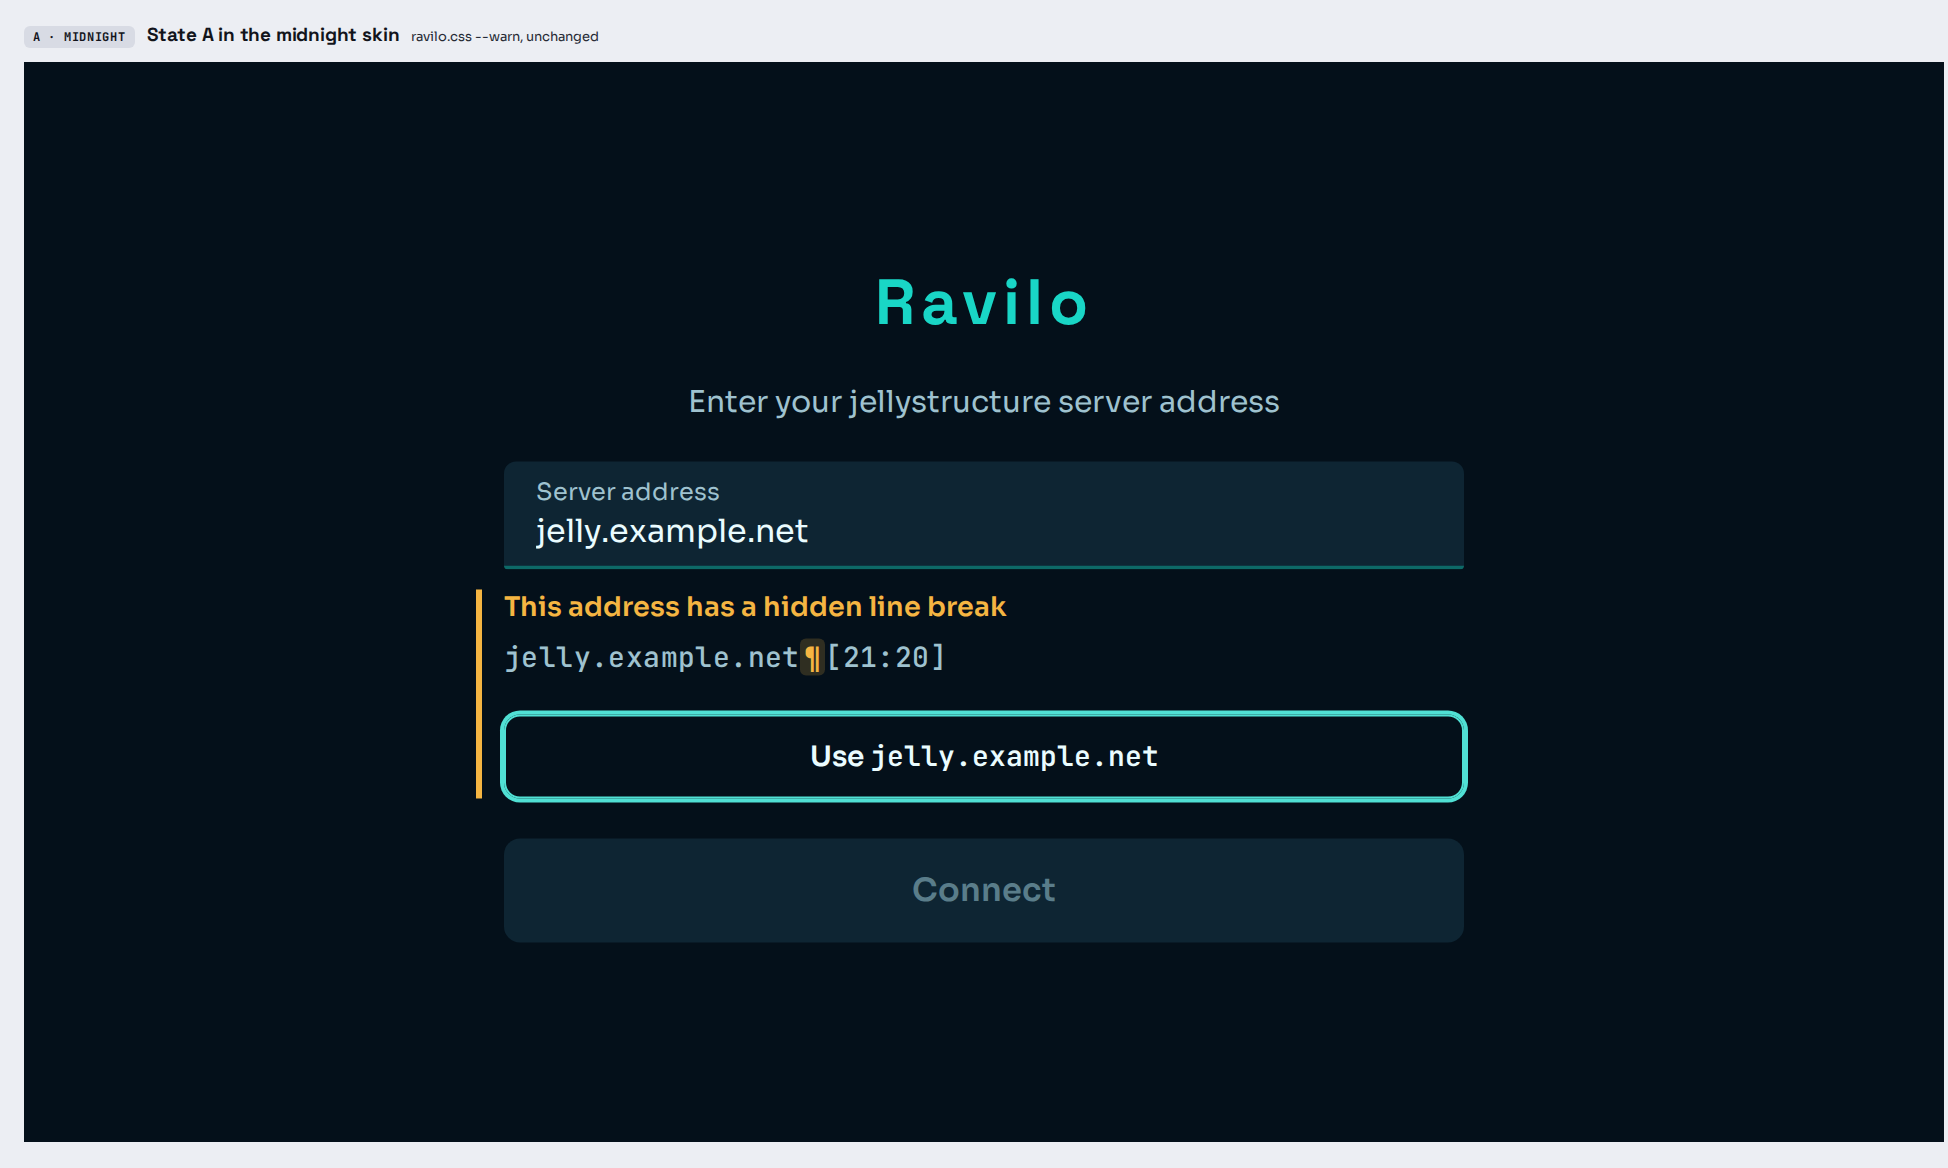 A · MIDNIGHT State A in the midnight skin ravilo.css --warn, unchanged
Ravilo
Enter your jellystructure server address
Server address
jelly.example.net
This address has a hidden line break
jelly.example.net¶[21:20]
Use jelly.example.net
Connect